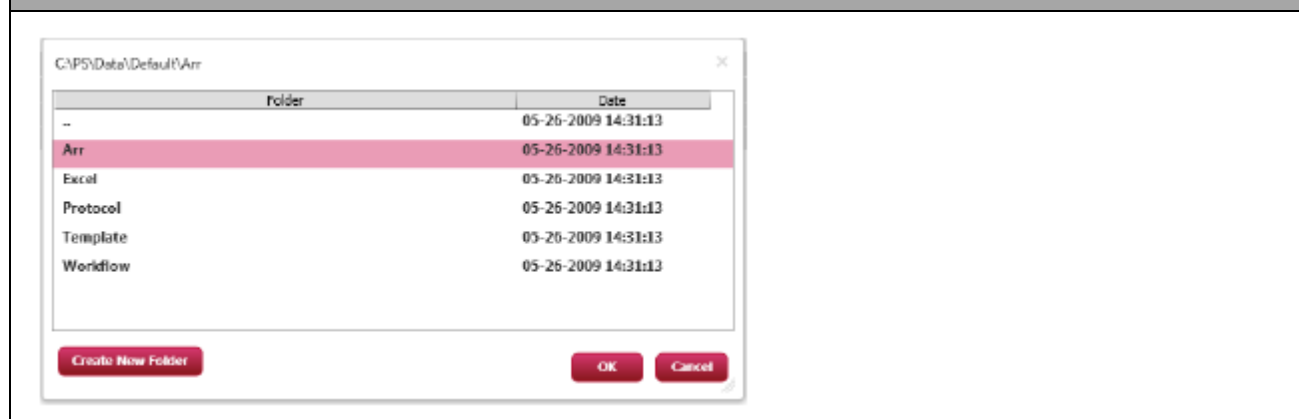 C:\PS\Data\Default\Arr ×
Folder Date
.. 05-26-2009 14:31:13
Arr 05-26-2009 14:31:13
Excel 05-26-2009 14:31:13
Protocol 05-26-2009 14:31:13
Template 05-26-2009 14:31:13
Workflow 05-26-2009 14:31:13
Create New Folder OK Cancel